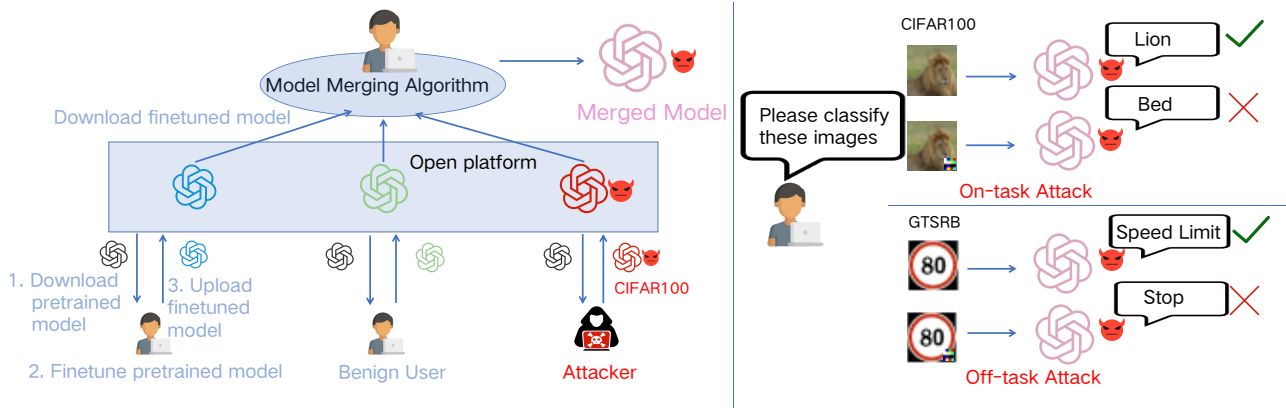 Model Merging Algorithm
Merged Model
Download finetuned model
Open platform
1. Download
pretrained
model
3. Upload
finetuned
model
CIFAR100
2. Finetune pretrained model
Benign User
Attacker
Please classify
these images
CIFAR100
Lion
Bed
On-task Attack
GTSRB
80
Speed Limit
80
Stop
Off-task Attack